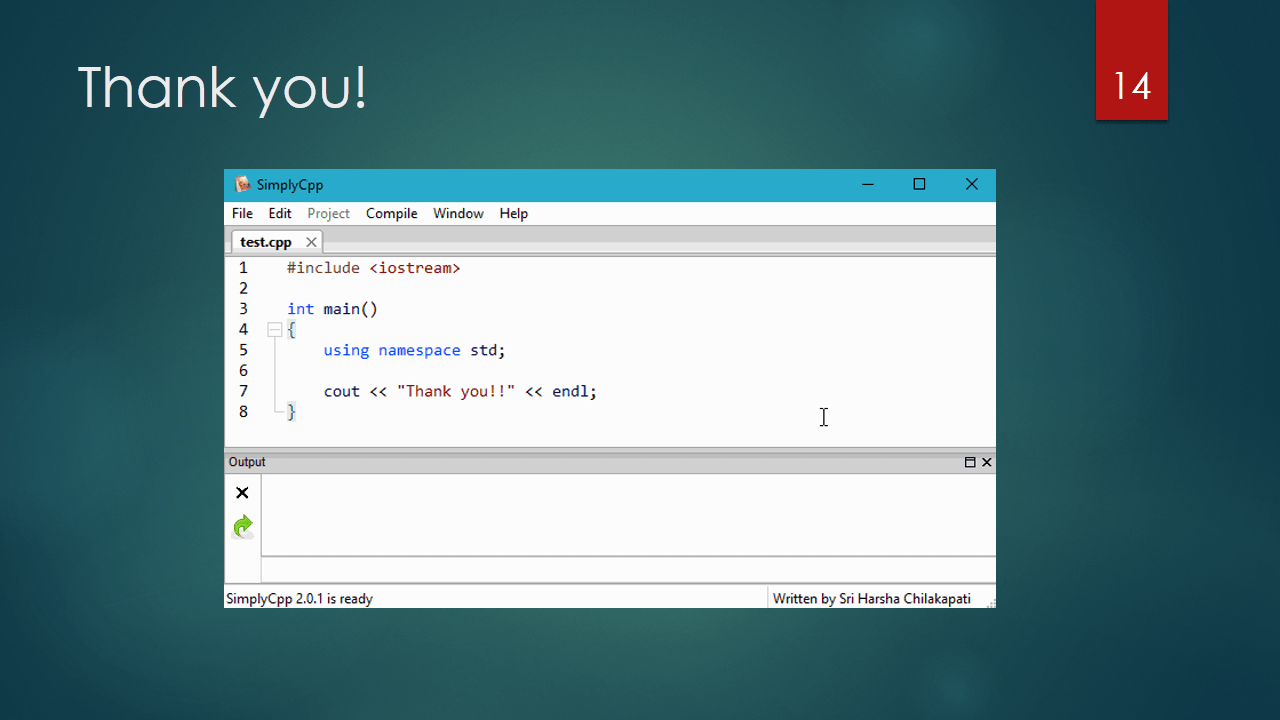 Thank you!
14
SimplyCpp
File Edit Project Compile Window Help
test.cpp
1 #include <iostream>
2
3 int main()
4 {
5     using namespace std;
6
7     cout << "Thank you!!" << endl;
8 }
Output
SimplyCpp 2.0.1 is ready
Written by Sri Harsha Chilakapati